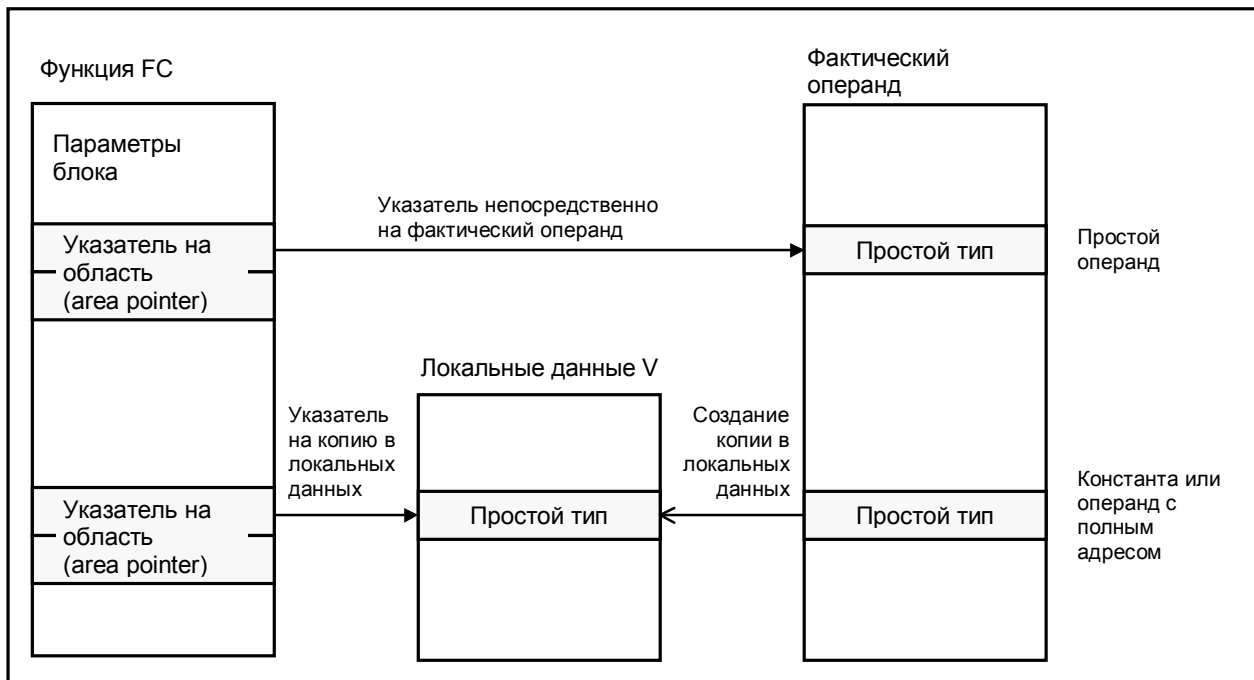 Функция FC
Фактический
операнд
Параметры
блока
Указатель непосредственно
на фактический операнд
Указатель на
область
(area pointer)
Простой тип
Простой
операнд
Локальные данные V
Указатель
на копию в
локальных
данных
Создание
копии в
локальных
данных
Указатель на
область
(area pointer)
Простой тип
Простой тип
Константа или
операнд с
полным
адресом